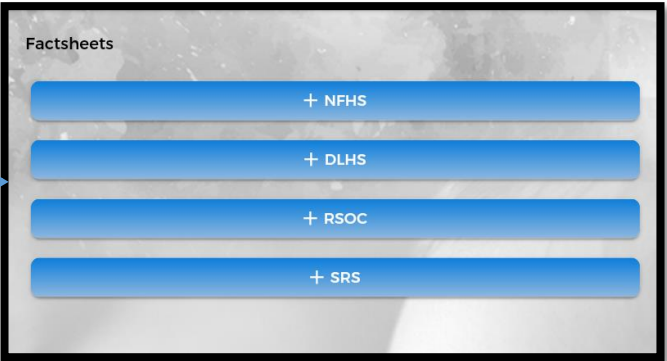 Factsheets
+ NFHS
+ DLHS
+ RSOC
+ SRS